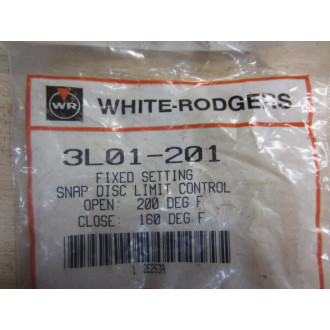 WR WHITE-RODGERS
3L01-201
FIXED SETTING
SNAP DISC LIMIT CONTROL
OPEN: 200 DEG F
CLOSE: 160 DEG F